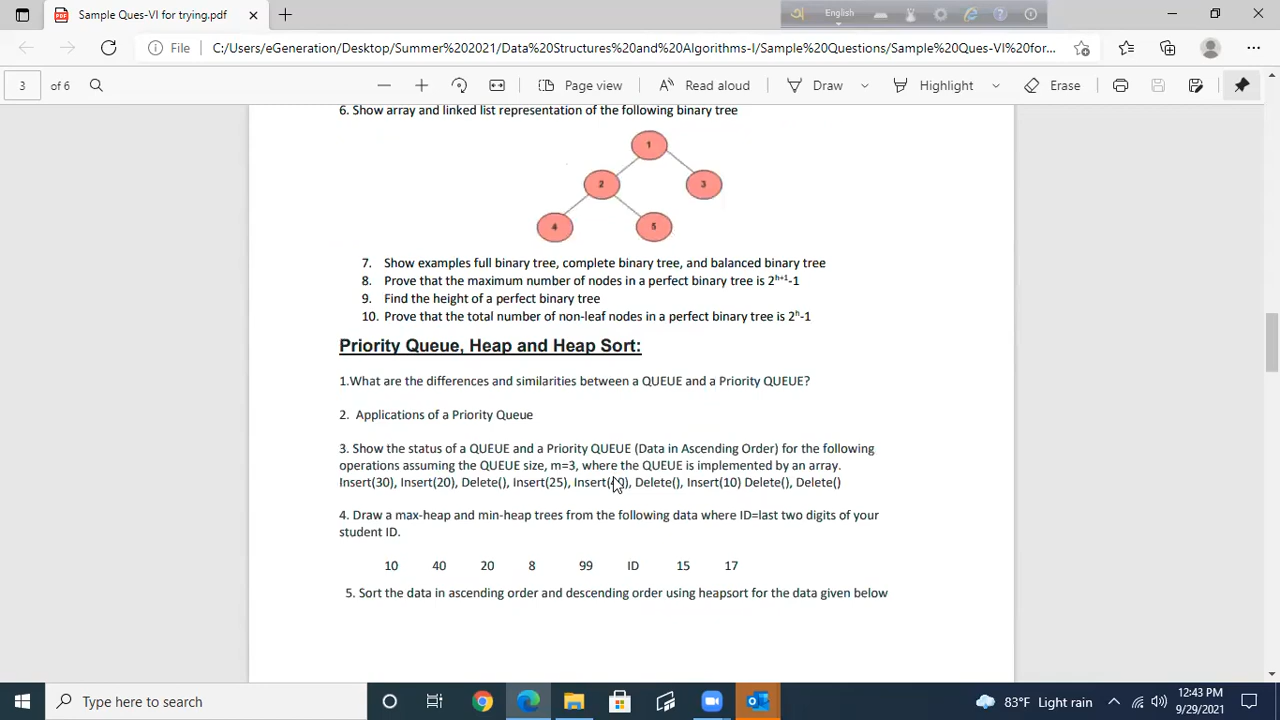 Sample Ques-VI for trying.pdf
English
File
C:/Users/eGeneration/Desktop/Summer%202021/Data%20Structures%20and%20Algorithms-I/Sample%20Questions/Sample%20Ques-VI%20for...
3 of 6
Page view
Read aloud
Draw
Highlight
Erase
6. Show array and linked list representation of the following binary tree
1
2 3
4 5
7. Show examples full binary tree, complete binary tree, and balanced binary tree
8. Prove that the maximum number of nodes in a perfect binary tree is 2ʰ⁺¹-1
9. Find the height of a perfect binary tree
10. Prove that the total number of non-leaf nodes in a perfect binary tree is 2ʰ-1
Priority Queue, Heap and Heap Sort:
1.What are the differences and similarities between a QUEUE and a Priority QUEUE?
2. Applications of a Priority Queue
3. Show the status of a QUEUE and a Priority QUEUE (Data in Ascending Order) for the following
operations assuming the QUEUE size, m=3, where the QUEUE is implemented by an array.
Insert(30), Insert(20), Delete(), Insert(25), Delete(), Insert(10) Delete(), Delete()
4. Draw a max-heap and min-heap trees from the following data where ID=last two digits of your
student ID.
10 40 20 8 99 ID 15 17
5. Sort the data in ascending order and descending order using heapsort for the data given below
Type here to search
83°F Light rain
12:43 PM
9/29/2021